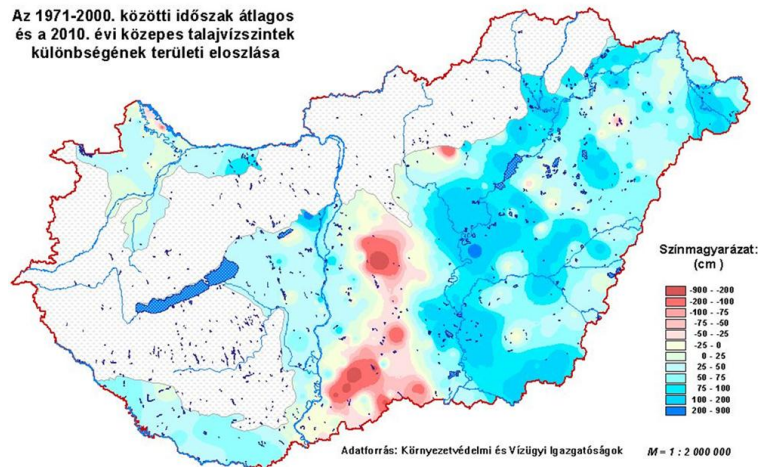 Az 1971-2000. közötti időszak átlagos
és a 2010. évi közepes talajvízszintek
különbségének területi eloszlása
Színmagyarázat:
(cm )
-900 - -200
-200 - -100
-100 - -75
-75 - -50
-50 - -25
-25 - 0
0 - 25
25 - 50
50 - 75
75 - 100
100 - 200
200 - 900
Adatforrás: Környezetvédelmi és Vízügyi Igazgatóságok
M = 1 : 2 000 000